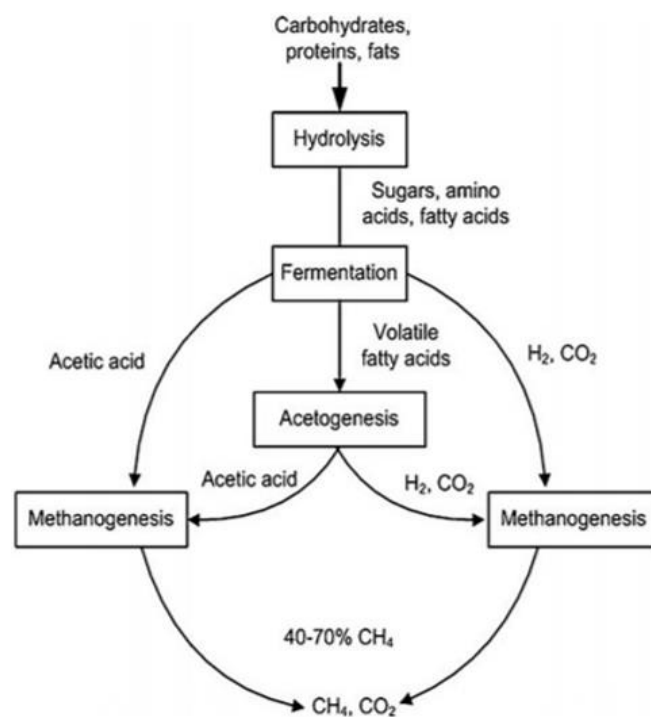 Carbohydrates,
proteins, fats
Hydrolysis
Sugars, amino
acids, fatty acids
Fermentation
Acetic acid
Volatile
fatty acids
H₂, CO₂
Acetogenesis
Acetic acid
H₂, CO₂
Methanogenesis
Methanogenesis
40-70% CH₄
CH₄, CO₂